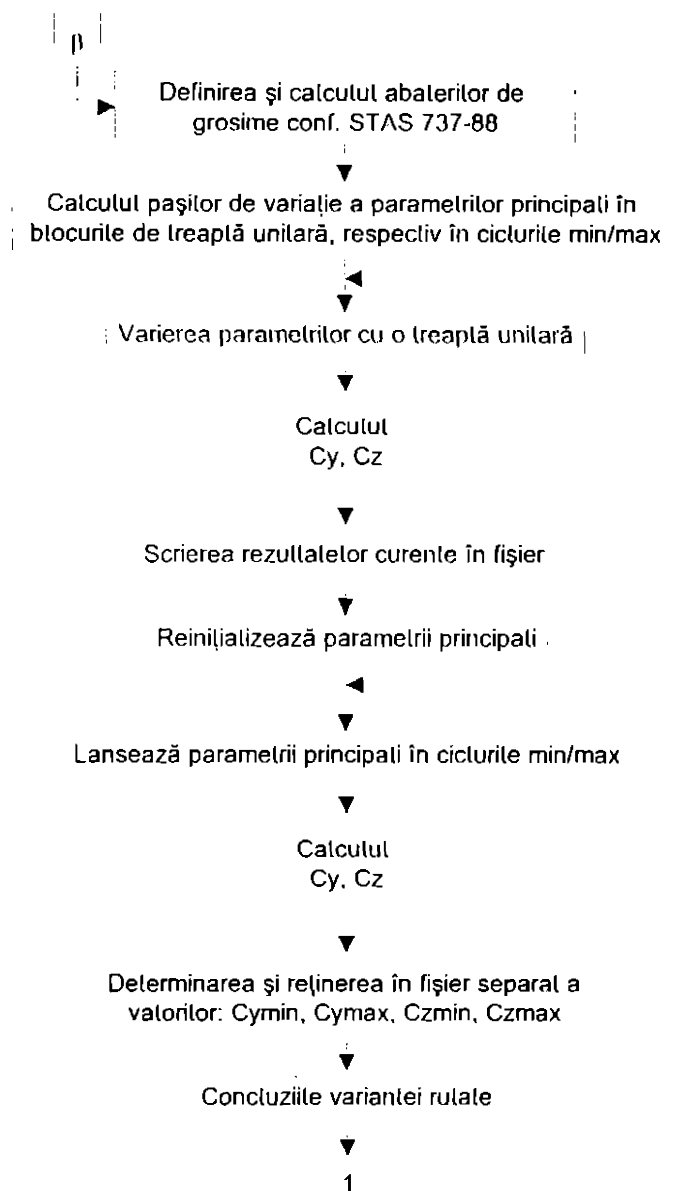 β
Definirea şi calculul abaterilor de
grosime conf. STAS 737-88
Calculul paşilor de variaţie a parametrilor principali în
blocurile de treaptă unitară, respectiv în ciclurile min/max
Varierea parametrilor cu o treaptă unitară
Calculul
Cy, Cz
Scrierea rezultatelor curente în fişier
Reiniţializează parametrii principali
Lansează parametrii principali în ciclurile min/max
Calculul
Cy, Cz
Determinarea şi reţinerea în fişier separat a
valorilor: Cymin, Cymax, Czmin, Czmax
Concluziile variantei rulate
1